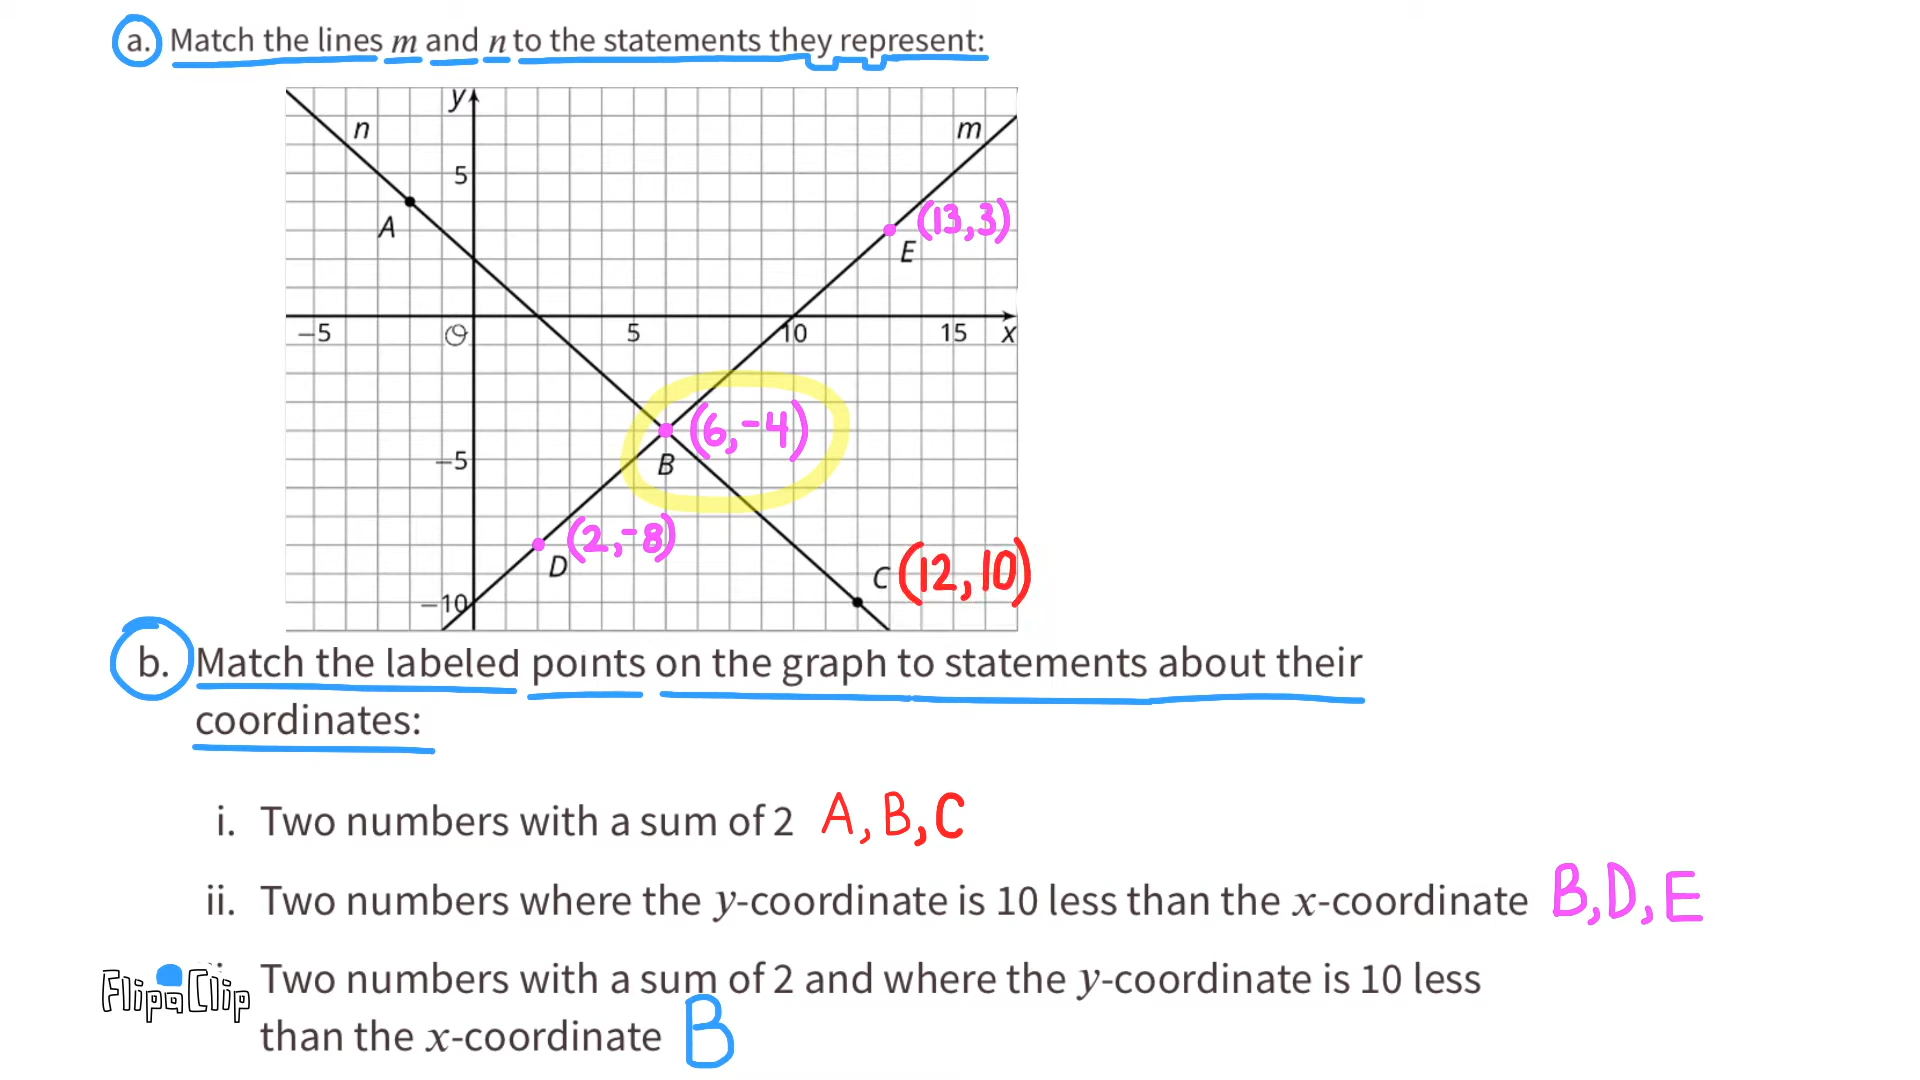 a. Match the lines m and n to the statements they represent:
y
n
m
5
A
(13,3)
E
-5
O
5
10
15
x
(6,-4)
-5
B
(2,-8)
D
C (12,10)
-10
b. Match the labeled points on the graph to statements about their
coordinates:
i. Two numbers with a sum of 2 A, B, C
ii. Two numbers where the y-coordinate is 10 less than the x-coordinate B, D, E
Two numbers with a sum of 2 and where the y-coordinate is 10 less
than the x-coordinate B
FlipaClip